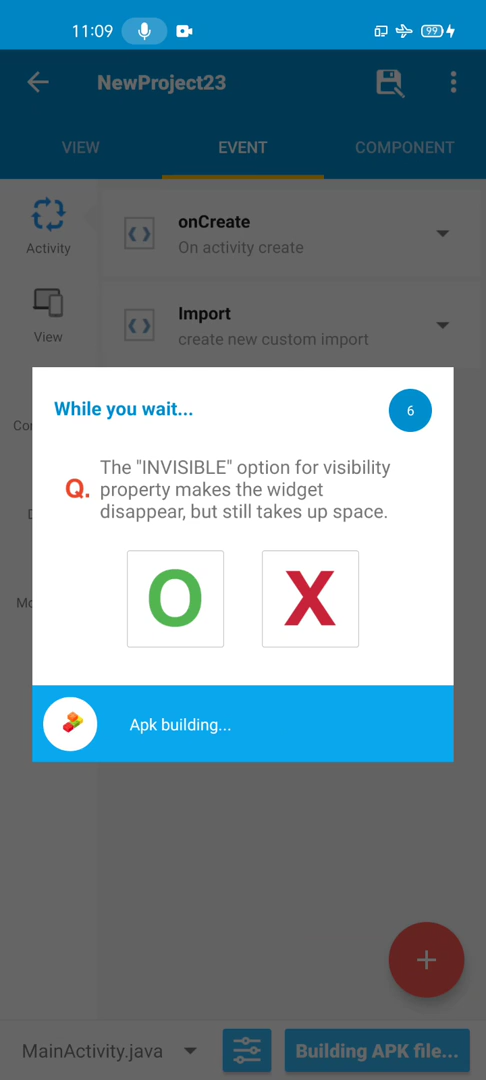 11:09
99
NewProject23
VIEW
EVENT
COMPONENT
Activity
onCreate
On activity create
View
Import
create new custom import
Co
While you wait...
6
Q.
The "INVISIBLE" option for visibility
property makes the widget
disappear, but still takes up space.
O
X
Mo
Apk building...
MainActivity.java
Building APK file...